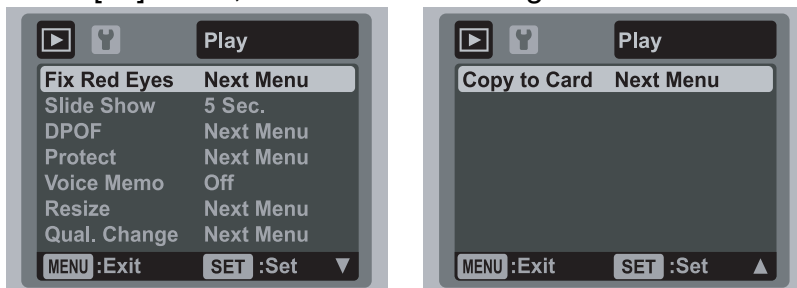 Play
Fix Red Eyes Next Menu
Slide Show 5 Sec.
DPOF Next Menu
Protect Next Menu
Voice Memo Off
Resize Next Menu
Qual. Change Next Menu
MENU :Exit SET :Set
Play
Copy to Card Next Menu
MENU :Exit SET :Set